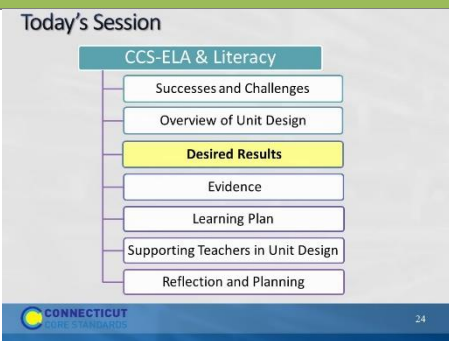 Today's Session
CCS-ELA & Literacy
Successes and Challenges
Overview of Unit Design
Desired Results
Evidence
Learning Plan
Supporting Teachers in Unit Design
Reflection and Planning
CONNECTICUT
CORE STANDARDS
24